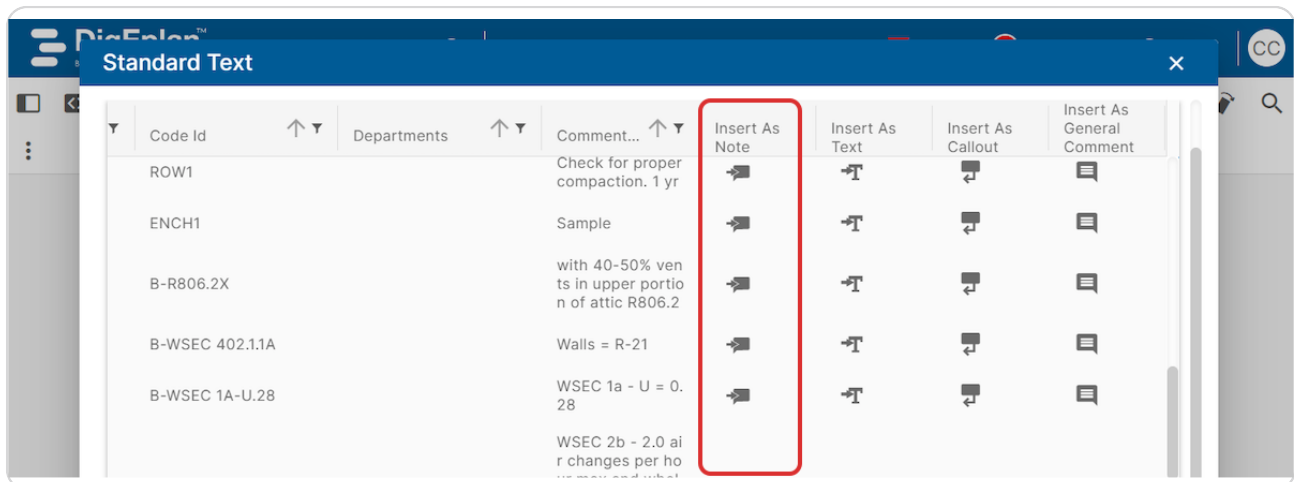 DigEplan™
CC
Standard Text
Code Id
Departments
Comment...
Insert As
Note
Insert As
Text
Insert As
Callout
Insert As
General
Comment
ROW1
Check for proper
compaction. 1 yr
ENCH1
Sample
B-R806.2X
with 40-50% ven
ts in upper portio
n of attic R806.2
B-WSEC 402.1.1A
Walls = R-21
B-WSEC 1A-U.28
WSEC 1a - U = 0.
28
WSEC 2b - 2.0 ai
r changes per ho